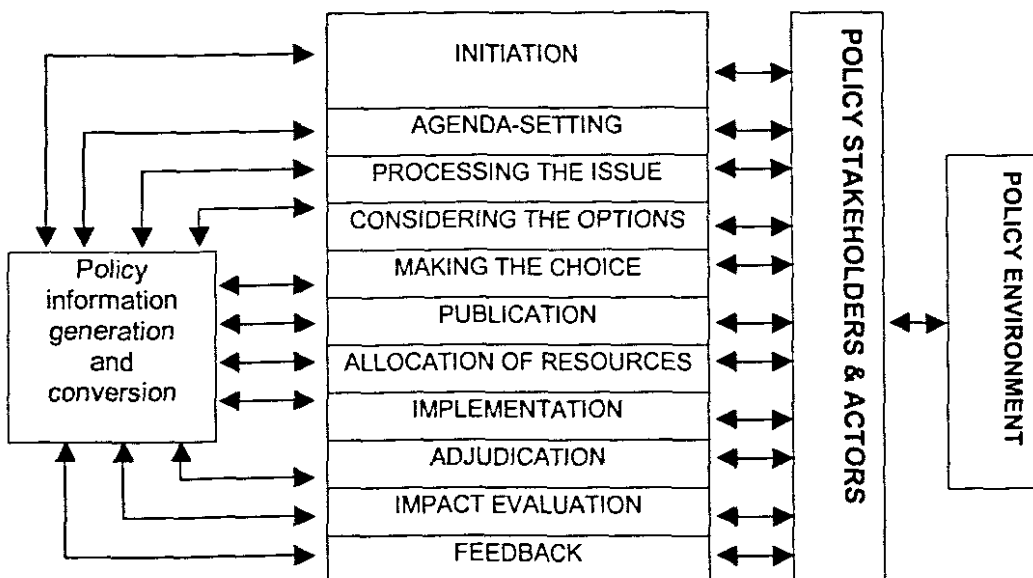 Policy
information
generation
and
conversion
INITIATION
AGENDA-SETTING
PROCESSING THE ISSUE
CONSIDERING THE OPTIONS
MAKING THE CHOICE
PUBLICATION
ALLOCATION OF RESOURCES
IMPLEMENTATION
ADJUDICATION
IMPACT EVALUATION
FEEDBACK
POLICY STAKEHOLDERS & ACTORS
POLICY ENVIRONMENT